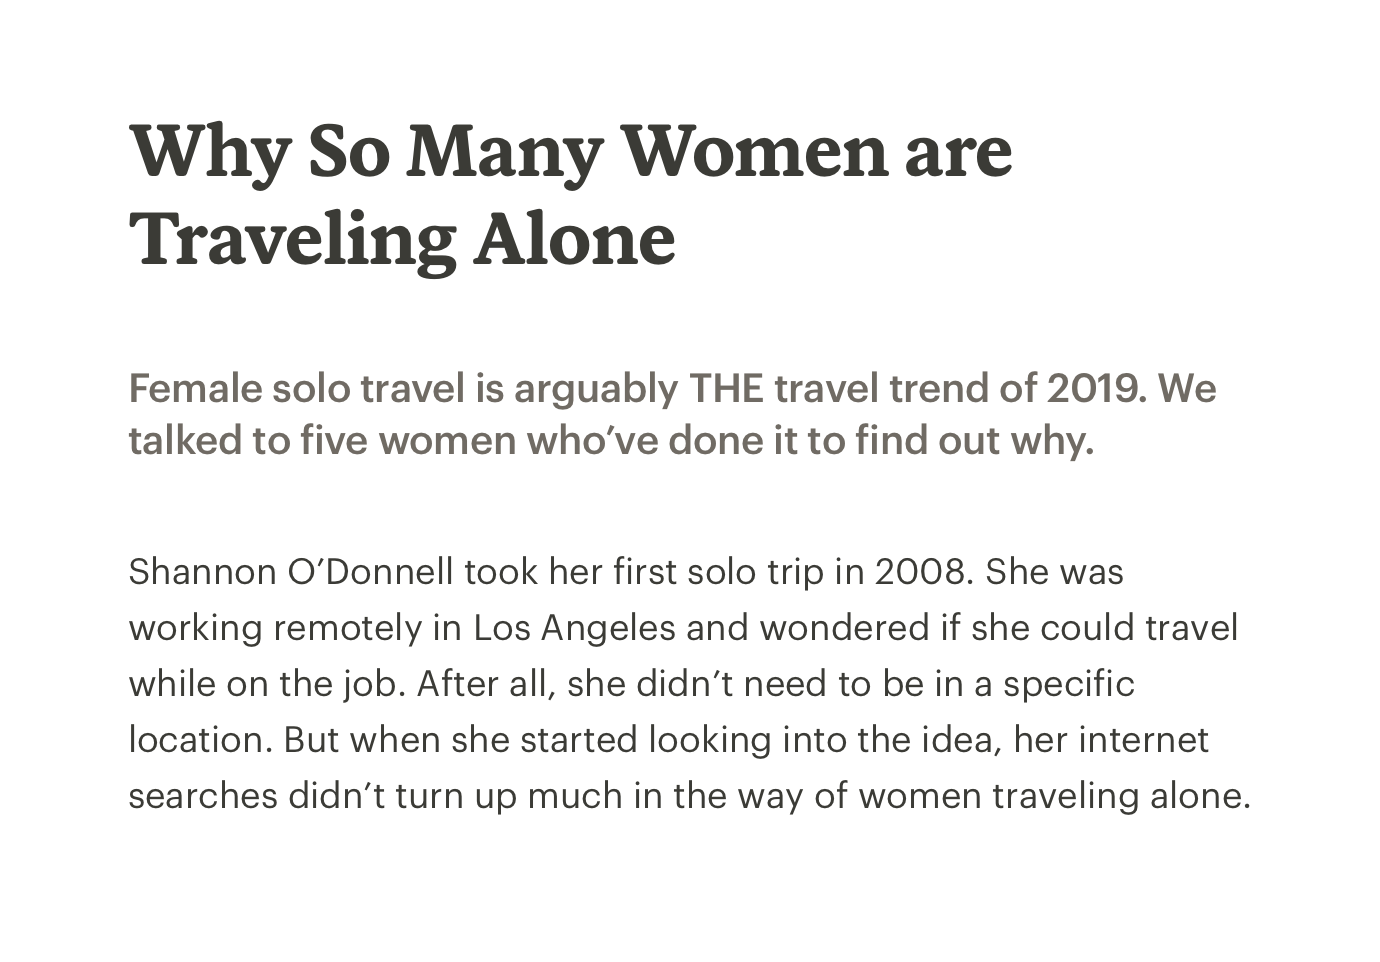 Why So Many Women are
Traveling Alone
Female solo travel is arguably THE travel trend of 2019. We
talked to five women who’ve done it to find out why.
Shannon O’Donnell took her first solo trip in 2008. She was
working remotely in Los Angeles and wondered if she could travel
while on the job. After all, she didn’t need to be in a specific
location. But when she started looking into the idea, her internet
searches didn’t turn up much in the way of women traveling alone.